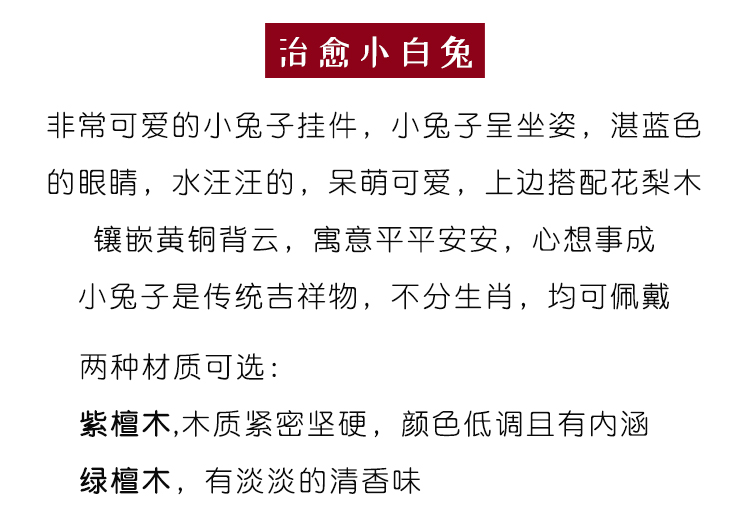 治愈小白兔
非常可爱的小兔子挂件，小兔子呈坐姿，湛蓝色
的眼睛，水汪汪的，呆萌可爱，上边搭配花梨木
镶嵌黄铜背云，寓意平平安安，心想事成
小兔子是传统吉祥物，不分生肖，均可佩戴
两种材质可选：
紫檀木,木质紧密坚硬，颜色低调且有内涵
绿檀木，有淡淡的清香味